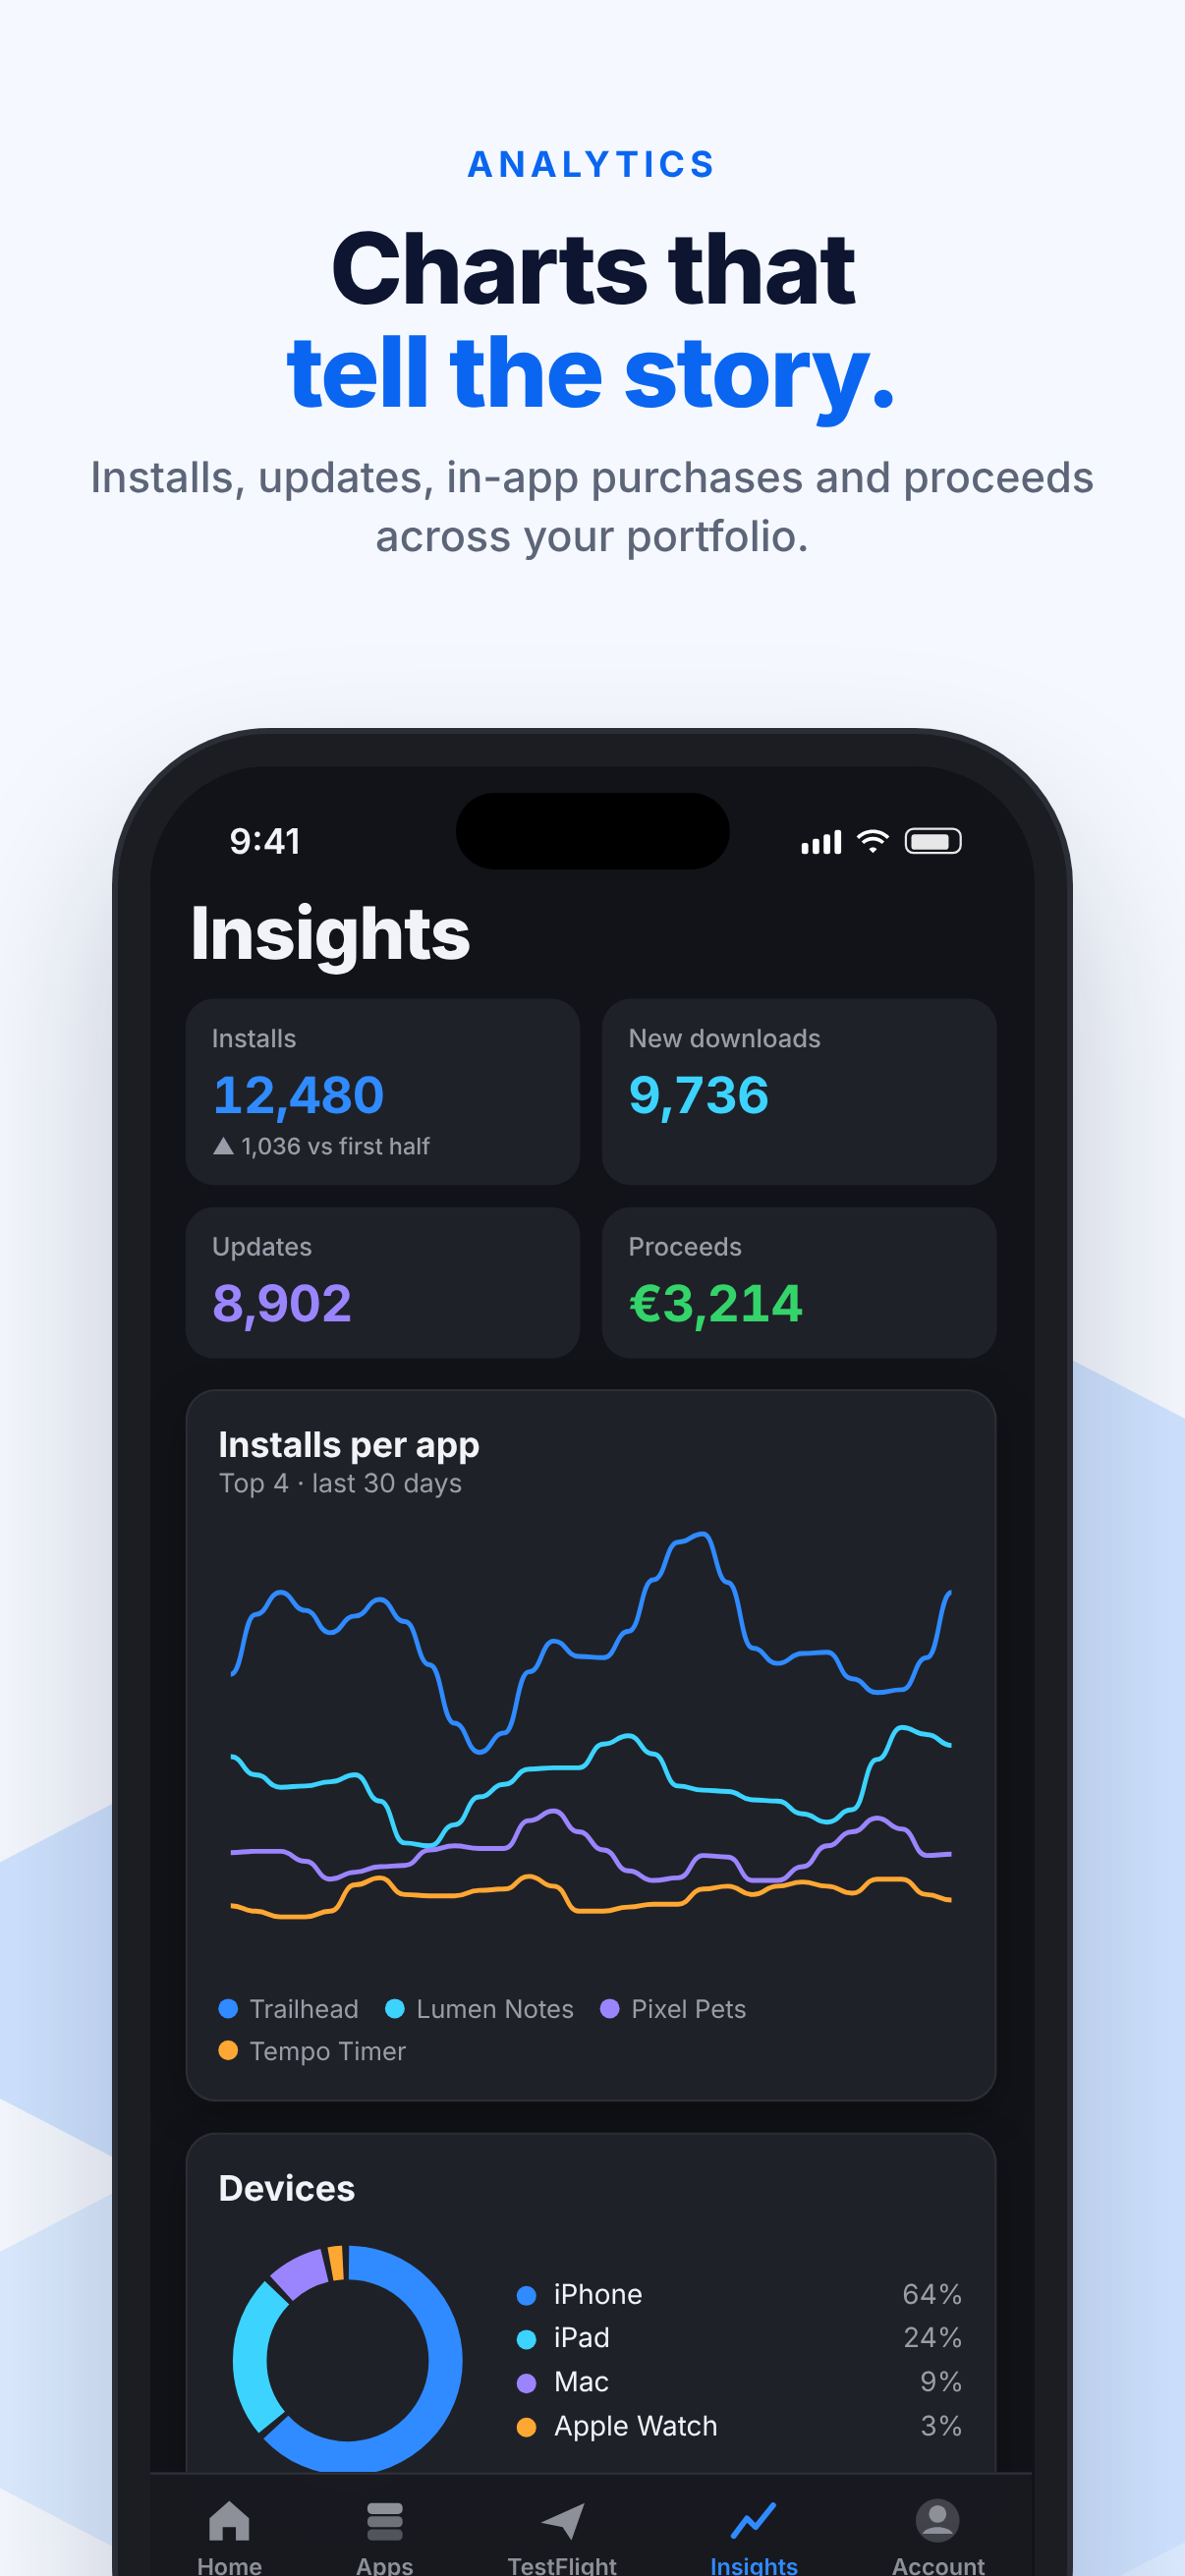 ANALYTICS
Charts that
tell the story.
Installs, updates, in-app purchases and proceeds
across your portfolio.
9:41
Insights
Installs
12,480
▲ 1,036 vs first half
New downloads
9,736
Updates
8,902
Proceeds
€3,214
Installs per app
Top 4 · last 30 days
Trailhead Lumen Notes Pixel Pets
Tempo Timer
Devices
iPhone 64%
iPad 24%
Mac 9%
Apple Watch 3%
Home Apps TestFlight Insights Account